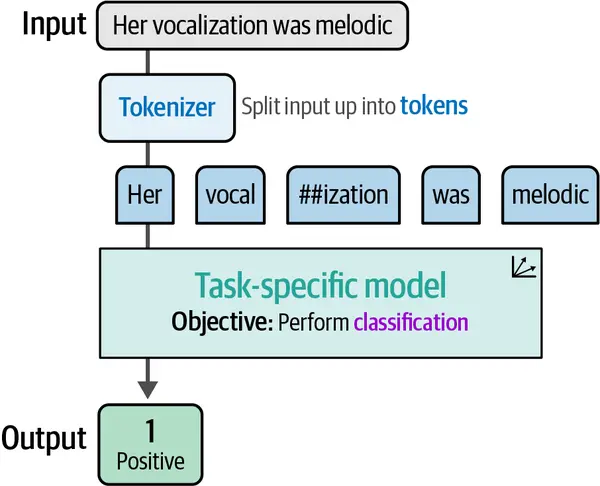 Input
Her vocalization was melodic
Tokenizer
Split input up into tokens
Her vocal ##ization was melodic
Task-specific model
Objective: Perform classification
Output
1
Positive